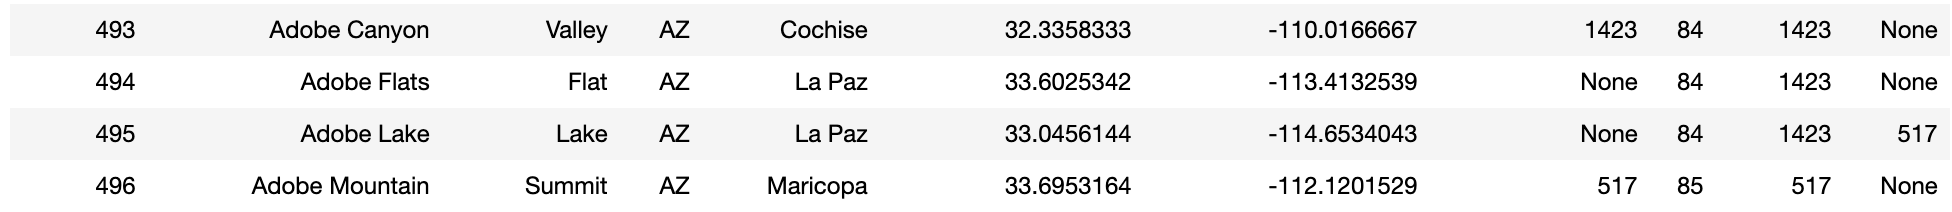 493 Adobe Canyon Valley AZ Cochise 32.3358333 -110.0166667 1423 84 1423 None
494 Adobe Flats Flat AZ La Paz 33.6025342 -113.4132539 None 84 1423 None
495 Adobe Lake Lake AZ La Paz 33.0456144 -114.6534043 None 84 1423 517
496 Adobe Mountain Summit AZ Maricopa 33.6953164 -112.1201529 517 85 517 None